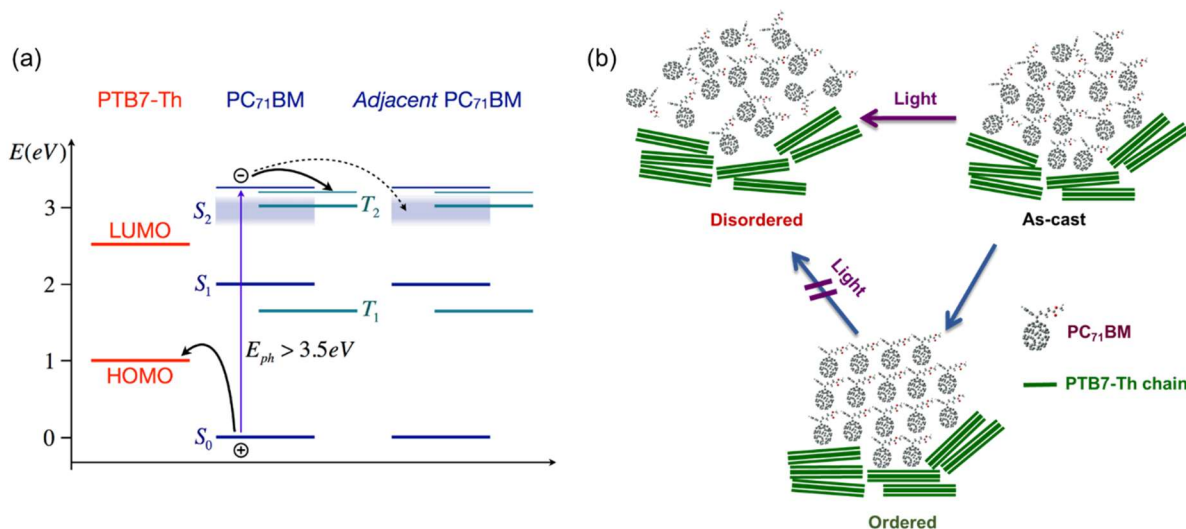 (a)
PTB7-Th PC₇₁BM Adjacent PC₇₁BM
E(eV)
3
2
1
0
LUMO
HOMO
S₂
S₁
S₀
T₂
T₁
⊖
E_ph > 3.5eV
⊕
(b)
Light
Disordered
As-cast
Light
PC₇₁BM
PTB7-Th chain
Ordered